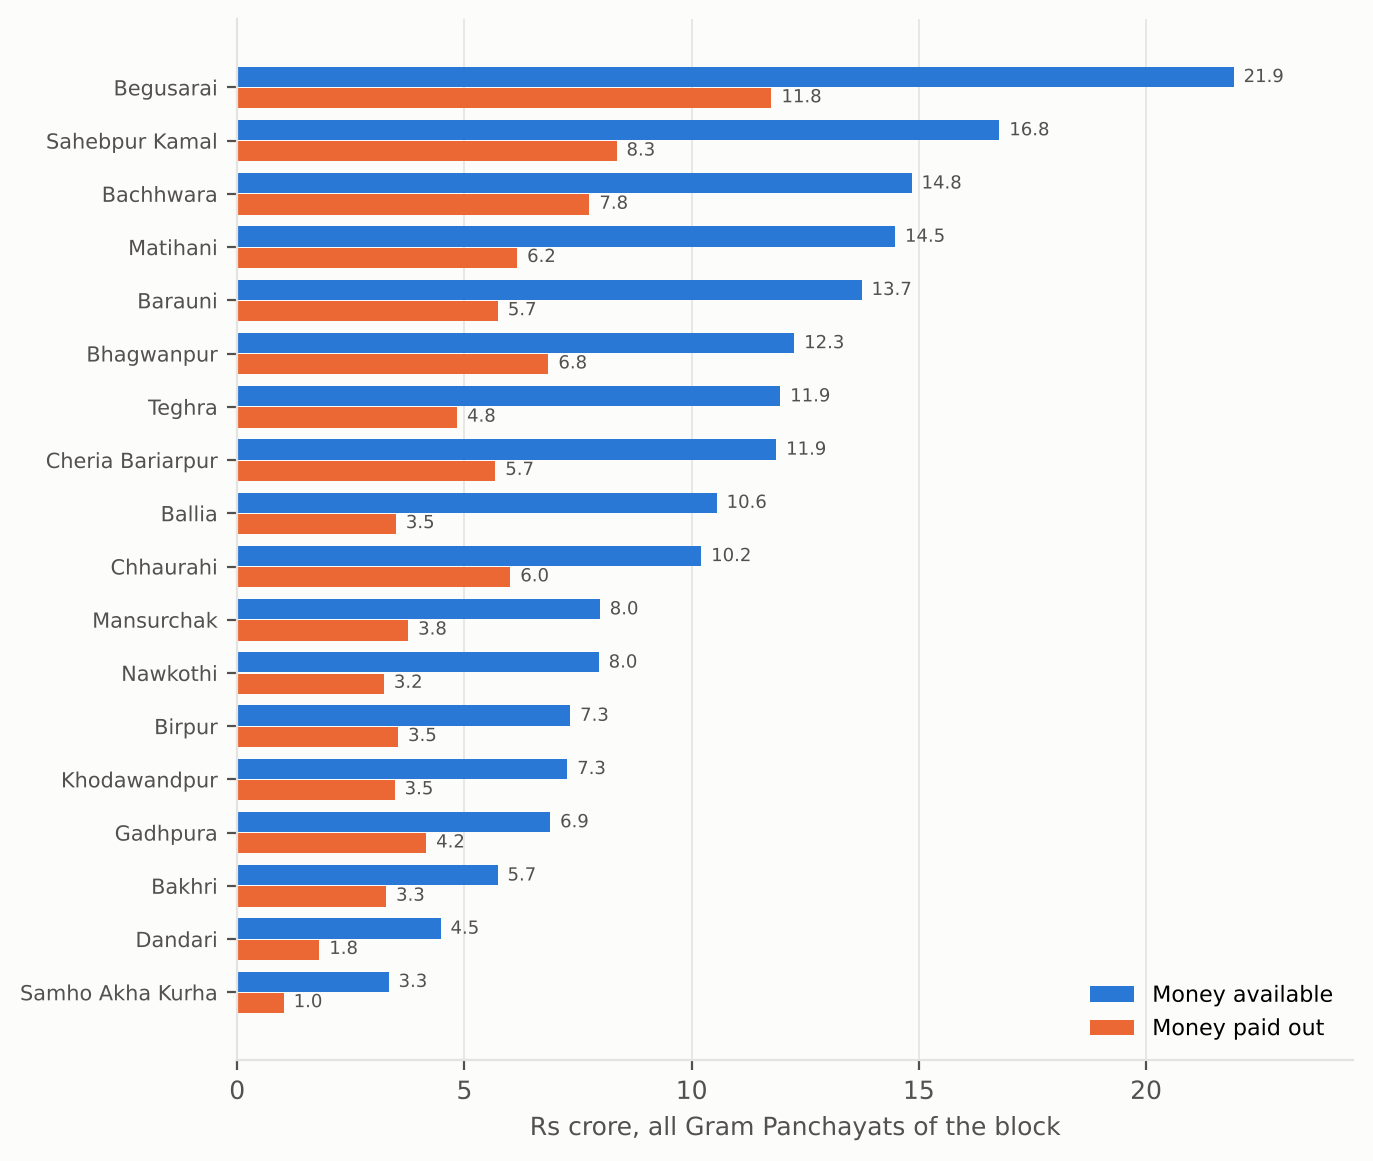 Begusarai 21.9
11.8
Sahebpur Kamal 16.8
8.3
Bachhwara 14.8
7.8
Matihani 14.5
6.2
Barauni 13.7
5.7
Bhagwanpur 12.3
6.8
Teghra 11.9
4.8
Cheria Bariarpur 11.9
5.7
Ballia 10.6
3.5
Chhaurahi 10.2
6.0
Mansurchak 8.0
3.8
Nawkothi 8.0
3.2
Birpur 7.3
3.5
Khodawandpur 7.3
3.5
Gadhpura 6.9
4.2
Bakhri 5.7
3.3
Dandari 4.5
1.8
Samho Akha Kurha 3.3
1.0
Money available
Money paid out
0 5 10 15 20
Rs crore, all Gram Panchayats of the block